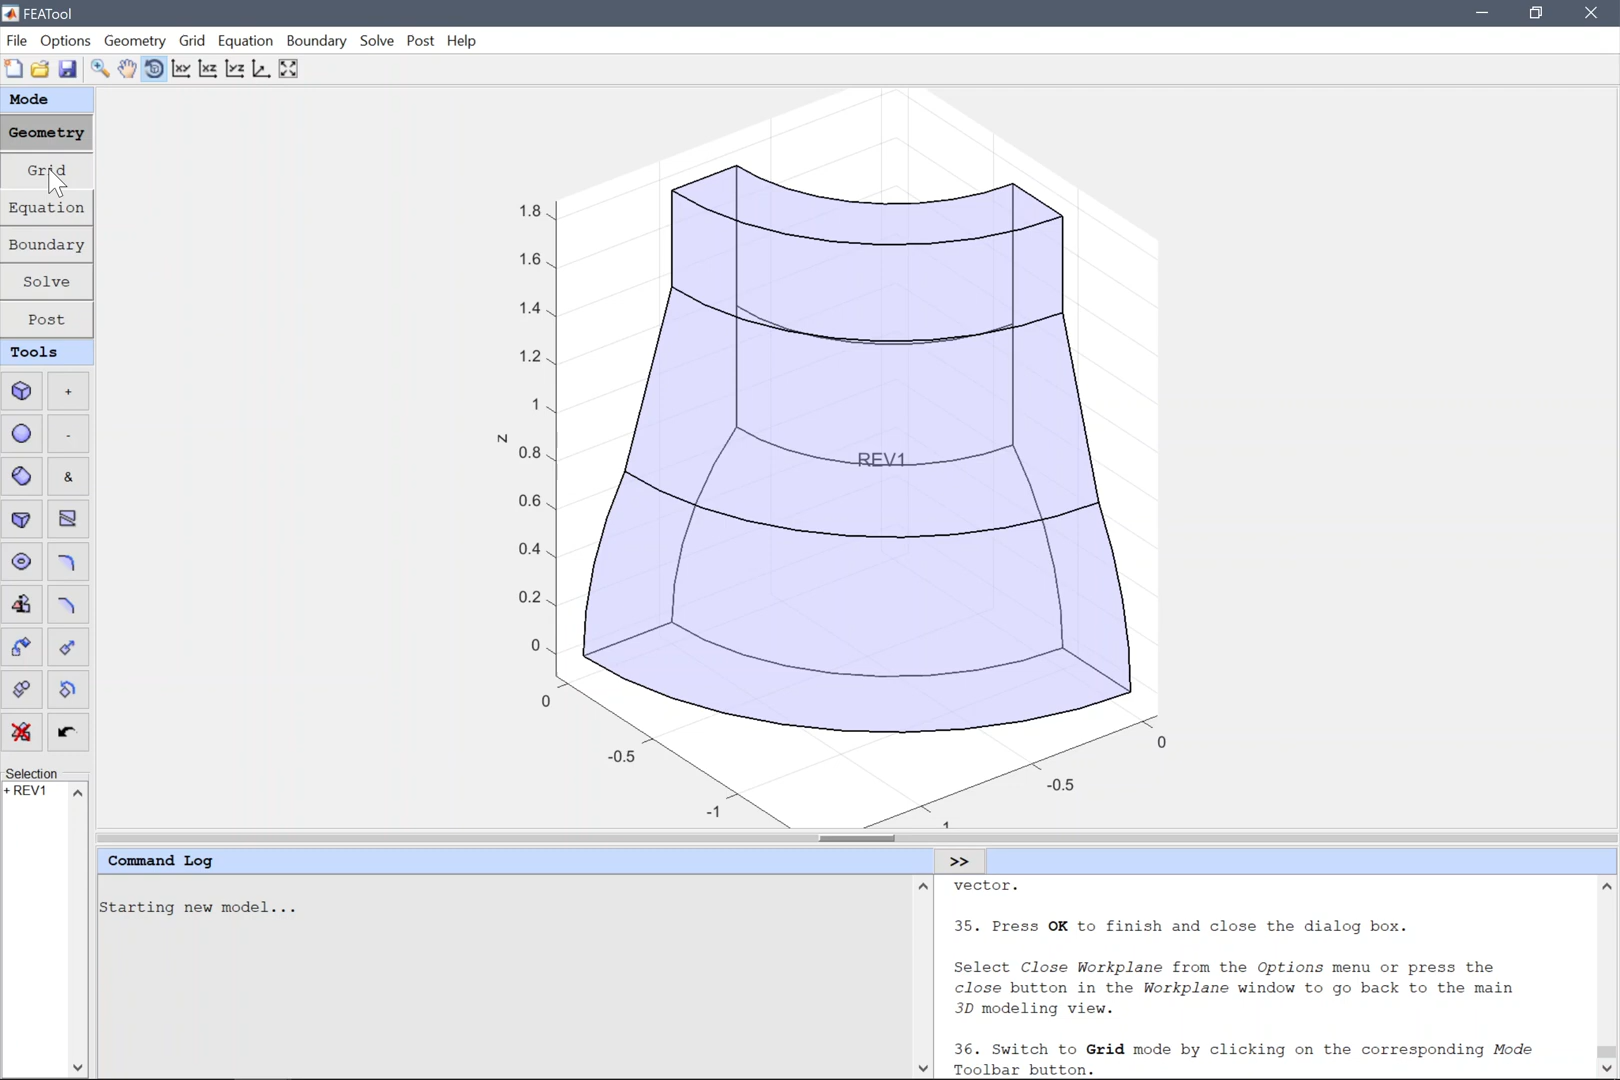 FEATool
File Options Geometry Grid Equation Boundary Solve Post Help
Mode
Geometry
Grid
Equation
Boundary
Solve
Post
Tools
+
-
&
Selection
+ REV1
1.8
1.6
1.4
1.2
1
0.8
0.6
0.4
0.2
0
z
0
-0.5
-1
0
-0.5
REV1
Command Log
>>
Starting new model...
vector.
35. Press OK to finish and close the dialog box.
Select Close Workplane from the Options menu or press the
close button in the Workplane window to go back to the main
3D modeling view.
36. Switch to Grid mode by clicking on the corresponding Mode
Toolbar button.